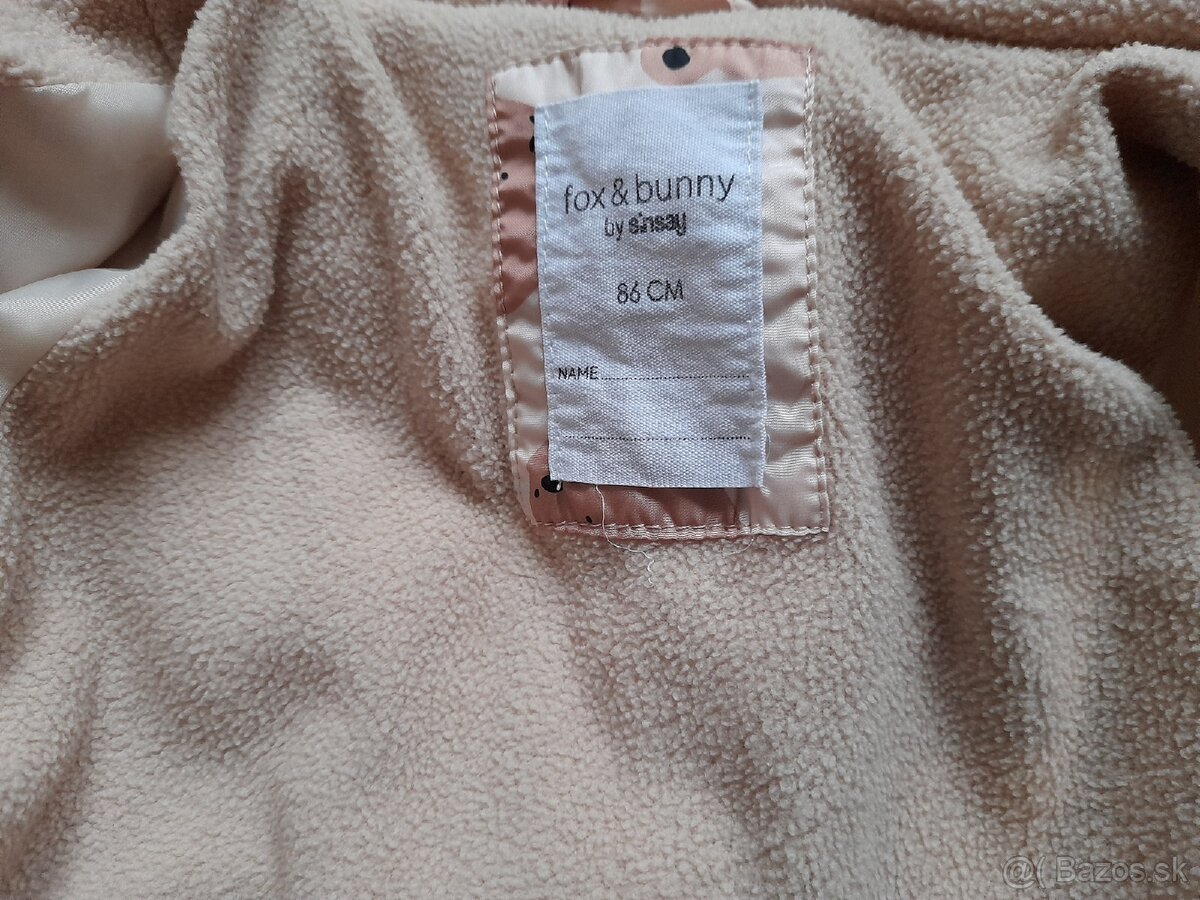 fox & bunny
by sinsay
86 CM
NAME
@( Bazos.sk